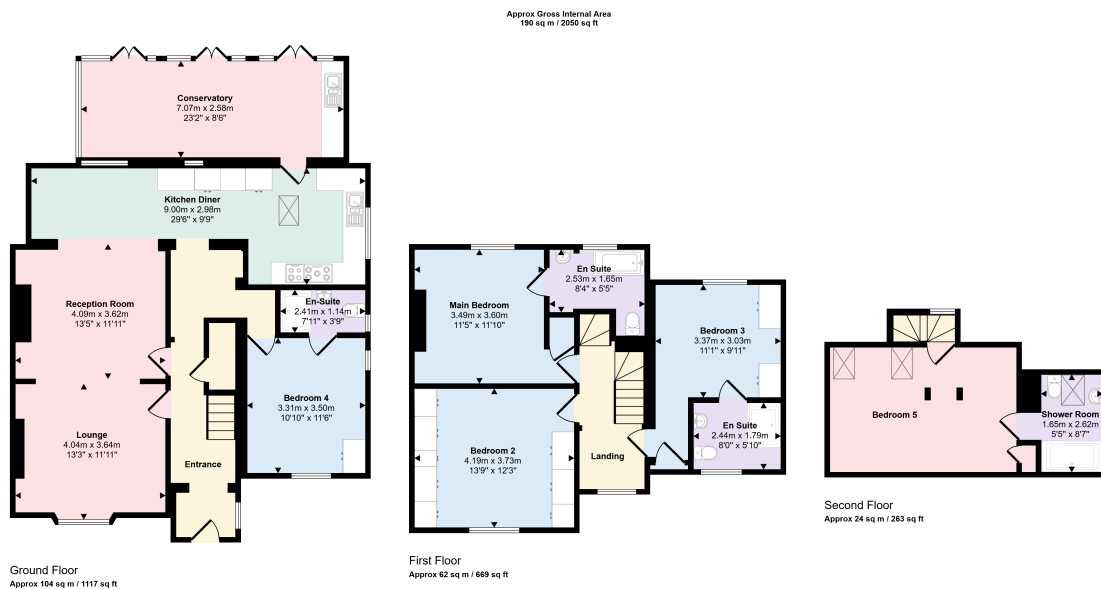 Approx Gross Internal Area
190 sq m / 2050 sq ft
Conservatory
7.07m x 2.58m
23'2" x 8'6"
Kitchen Diner
9.00m x 2.98m
29'6" x 9'9"
Reception Room
4.09m x 3.62m
13'5" x 11'11"
En-Suite
2.41m x 1.14m
7'11" x 3'9"
Bedroom 4
3.31m x 3.50m
10'10" x 11'6"
Lounge
4.04m x 3.64m
13'3" x 11'11"
Entrance
Ground Floor
Approx 104 sq m / 1117 sq ft
En Suite
2.53m x 1.65m
8'4" x 5'5"
Main Bedroom
3.49m x 3.60m
11'5" x 11'10"
Bedroom 3
3.37m x 3.03m
11'1" x 9'11"
En Suite
2.44m x 1.79m
8'0" x 5'10"
Bedroom 2
4.19m x 3.73m
13'9" x 12'3"
Landing
First Floor
Approx 62 sq m / 669 sq ft
Bedroom 5
Shower Room
1.65m x 2.62m
5'5" x 8'7"
Second Floor
Approx 24 sq m / 263 sq ft